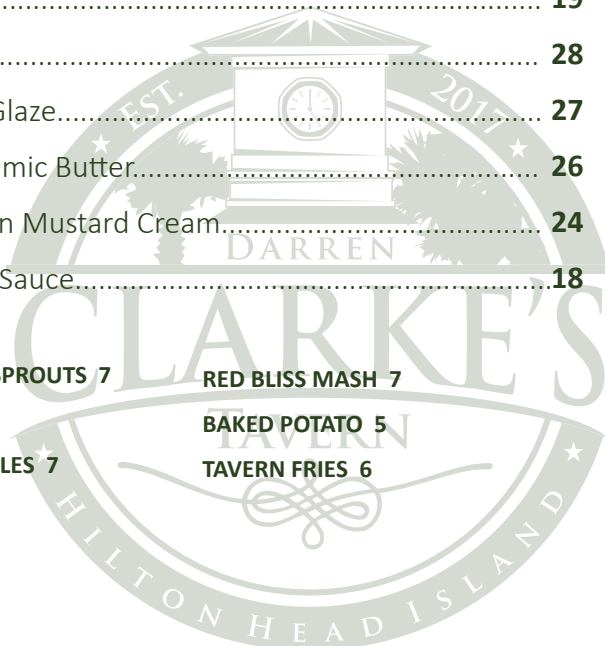 19
28
Glaze 27
mic Butter 26
n Mustard Cream 24
Sauce 18
SPROUTS 7
LES 7
RED BLISS MASH 7
BAKED POTATO 5
TAVERN FRIES 6
EST. 2017
DARREN
CLARKE'S
TAVERN
HILTON HEAD ISLAND